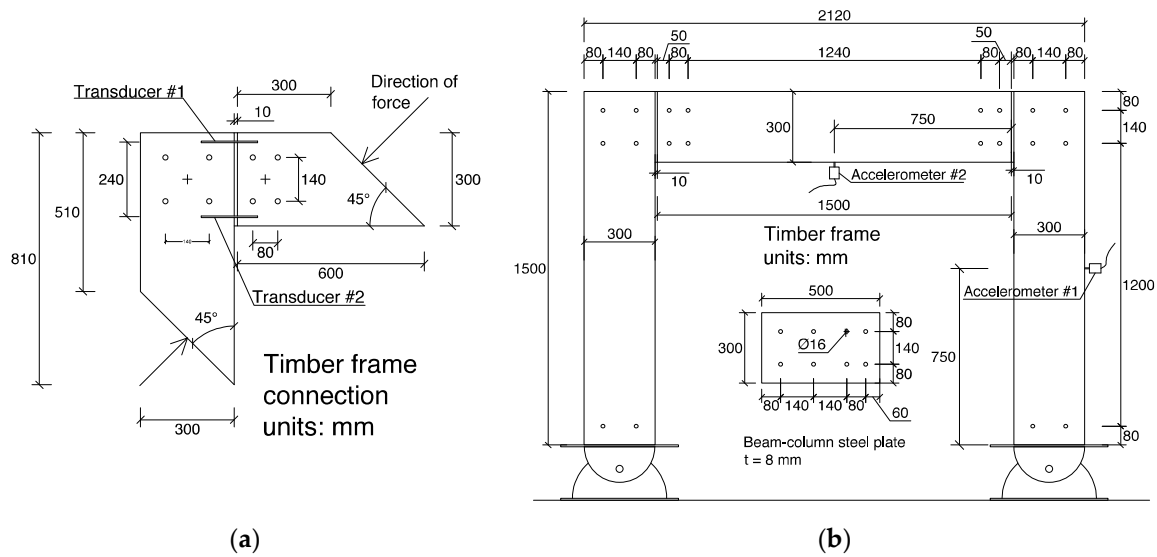 300
Direction of
force
Transducer #1
10
240
510
810
140
300
45°
140
80
600
Transducer #2
45°
300
Timber frame
connection
units: mm
(a)
2120
50
50
80 140 80 80
1240
80 80 140 80
80
140
300
750
Accelerometer #2
10
10
1500
300
300
1500
Timber frame
units: mm
Accelerometer #1
1200
750
500
300
Ø16
80
140
80
80 140 140 80
60
Beam-column steel plate
t = 8 mm
80
(b)